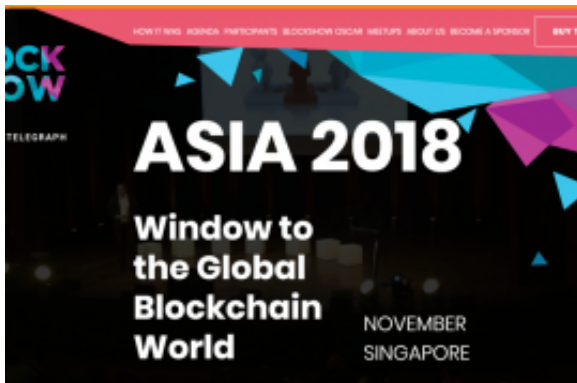 HOW IT WAS AGENDA PARTICIPANTS BLOCKSHOW OSCAR MEETUPS ABOUT US BECOME A SPONSOR BUY T
OCK
OW
TELEGRAPH
ASIA 2018
Window to
the Global
Blockchain
World
NOVEMBER
SINGAPORE